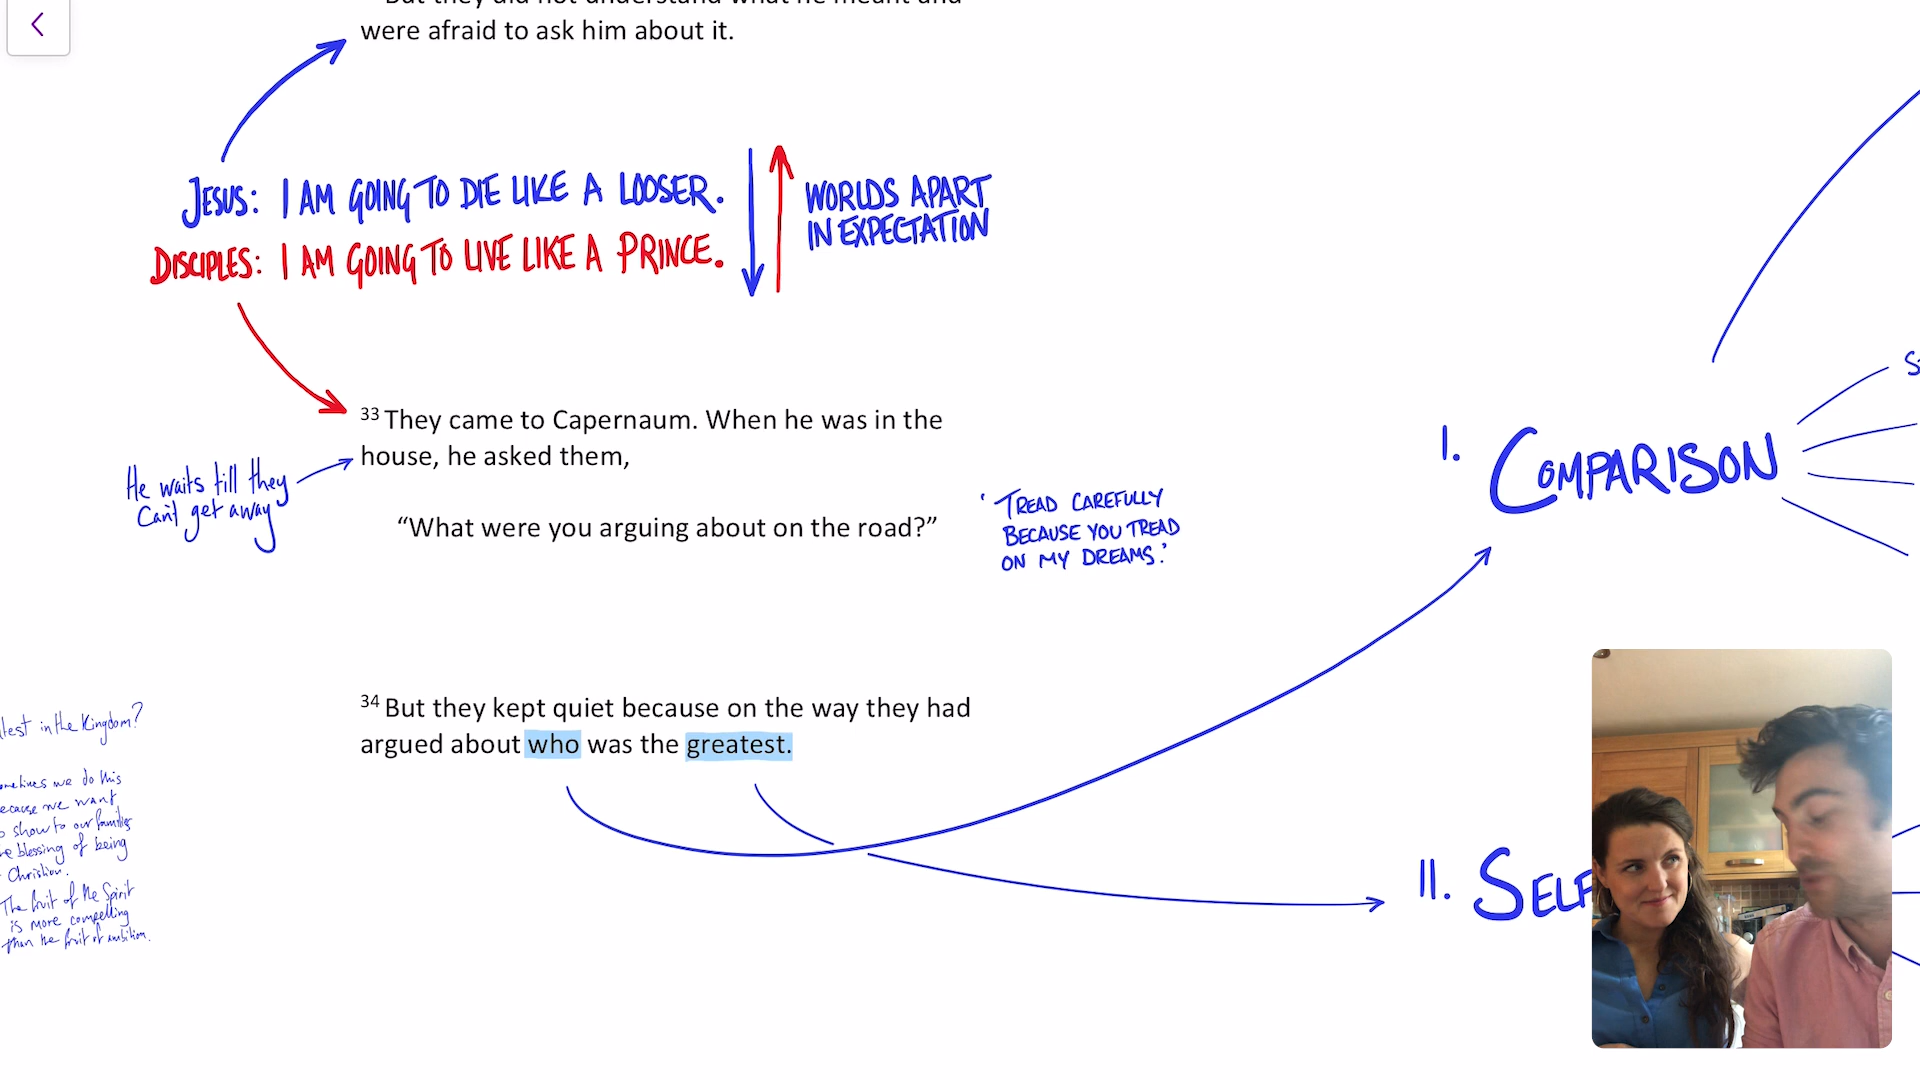 were afraid to ask him about it.
JESUS: I AM GOING TO DIE LIKE A LOOSER.
DISCIPLES: I AM GOING TO LIVE LIKE A PRINCE.
WORLDS APART
IN EXPECTATION
33 They came to Capernaum. When he was in the
house, he asked them,
He waits till they
Can't get away
“What were you arguing about on the road?”
'TREAD CAREFULLY
BECAUSE YOU TREAD
ON MY DREAMS.'
34 But they kept quiet because on the way they had
argued about who was the greatest.
in the Kingdom?
we do this
we want
show to our families
blessing of being
Christian.
The fruit of the Spirit
is more compelling
than the fruit of ambition.
I. COMPARISON
II. SELF